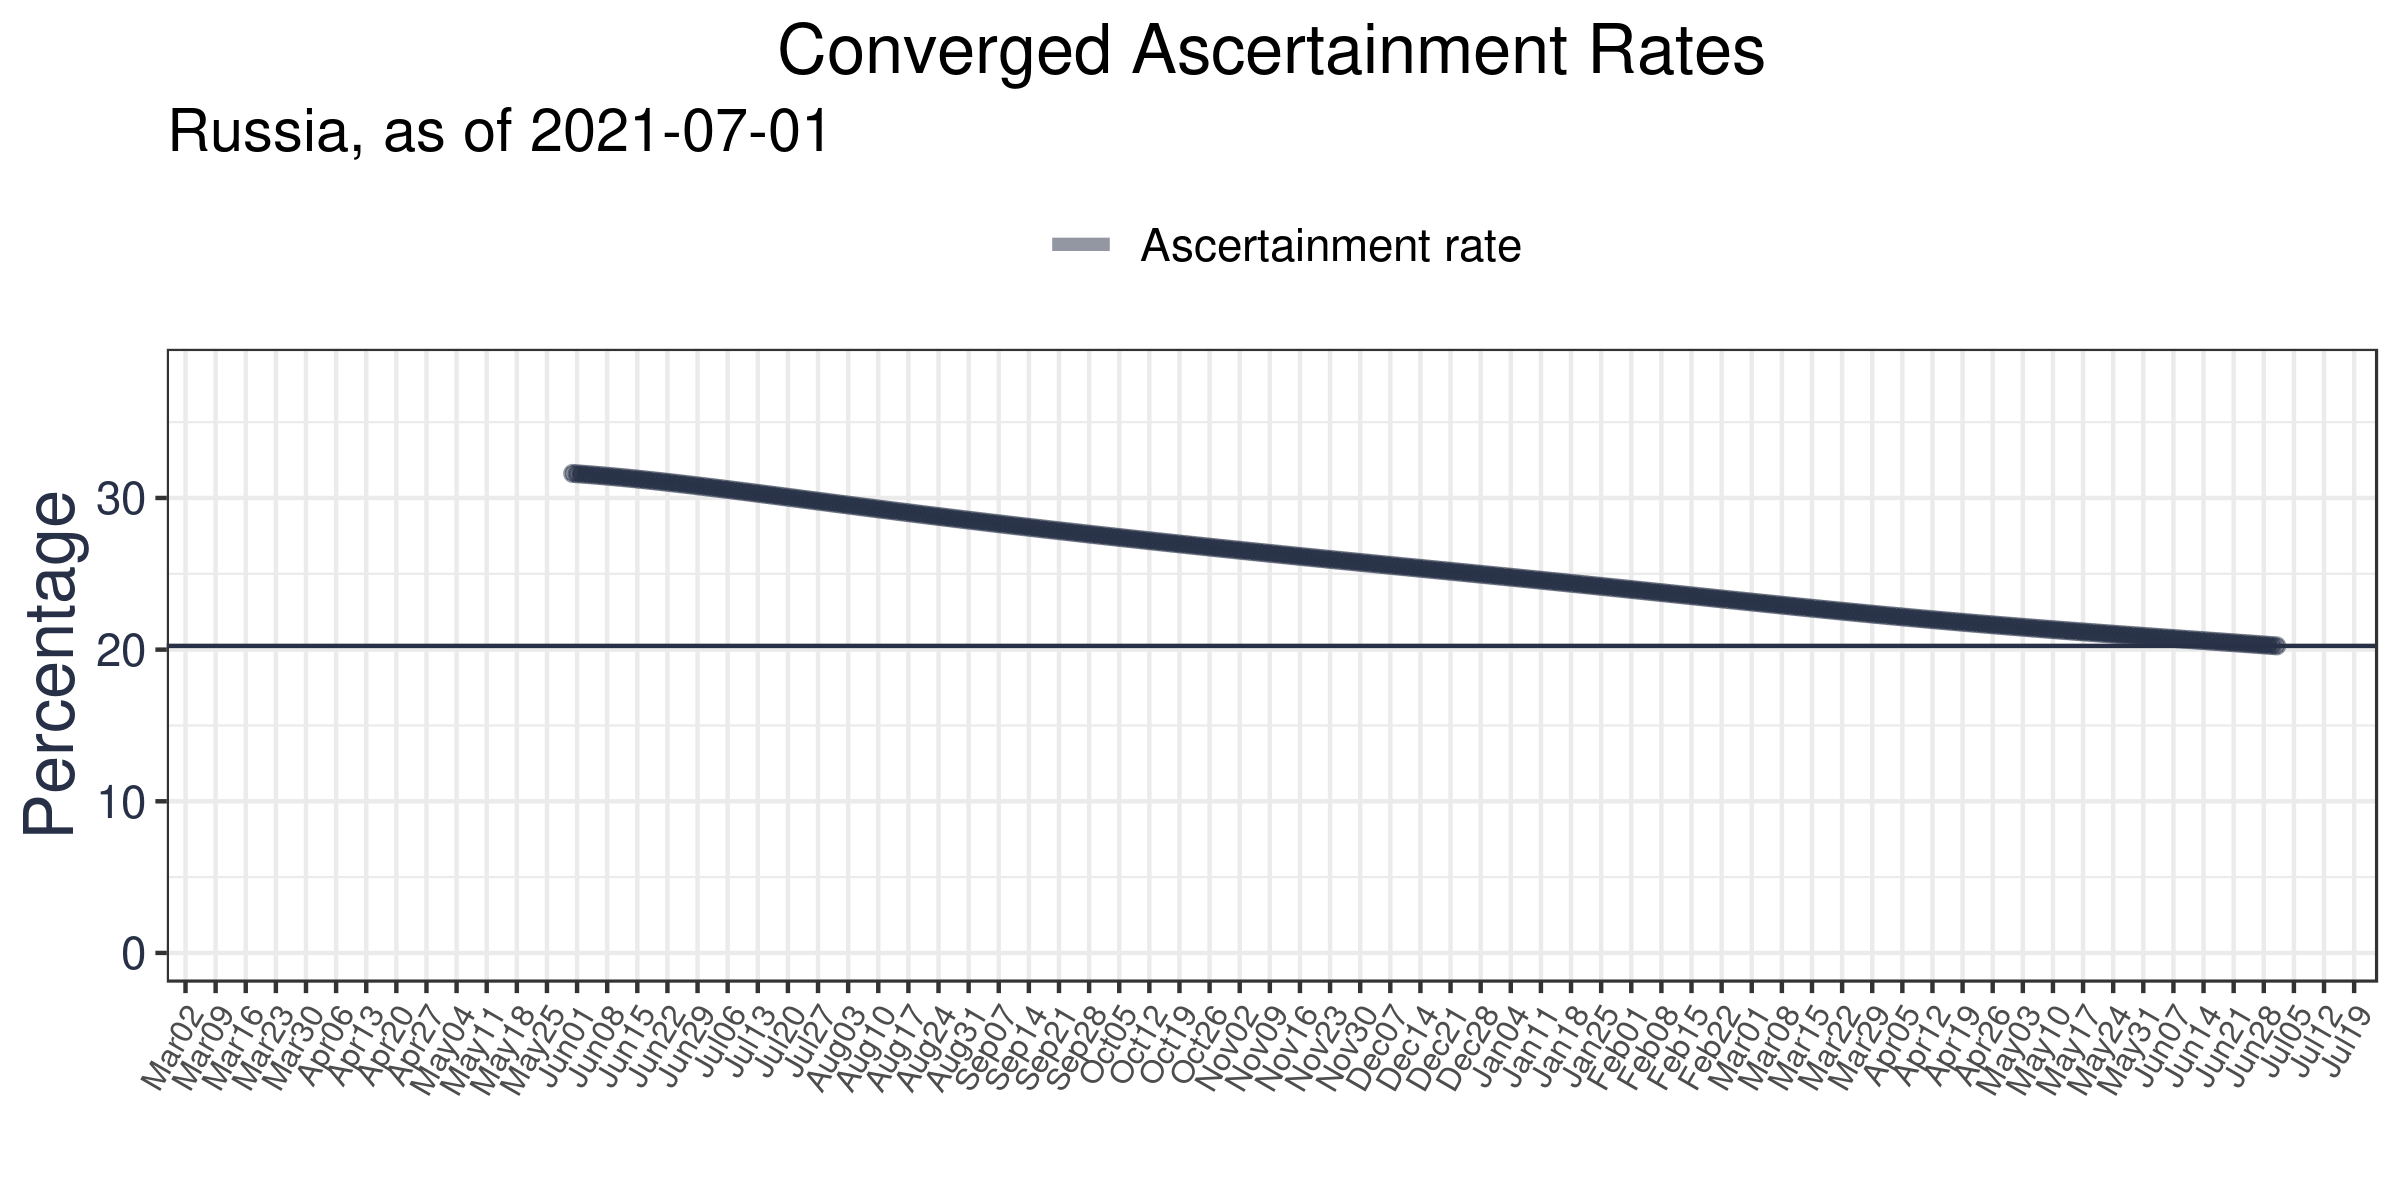 Converged Ascertainment Rates
Russia, as of 2021-07-01
Ascertainment rate
Percentage
30
20
10
0
Mar02
Mar09
Mar16
Mar23
Mar30
Apr06
Apr13
Apr20
Apr27
May04
May11
May18
May25
Jun01
Jun08
Jun15
Jun22
Jun29
Jul06
Jul13
Jul20
Jul27
Aug03
Aug10
Aug17
Aug24
Aug31
Sep07
Sep14
Sep21
Sep28
Oct05
Oct12
Oct19
Oct26
Nov02
Nov09
Nov16
Nov23
Nov30
Dec07
Dec14
Dec21
Dec28
Jan04
Jan11
Jan18
Jan25
Feb01
Feb08
Feb15
Feb22
Mar01
Mar08
Mar15
Mar22
Mar29
Apr05
Apr12
Apr19
Apr26
May03
May10
May17
May24
May31
Jun07
Jun14
Jun21
Jun28
Jul05
Jul12
Jul19